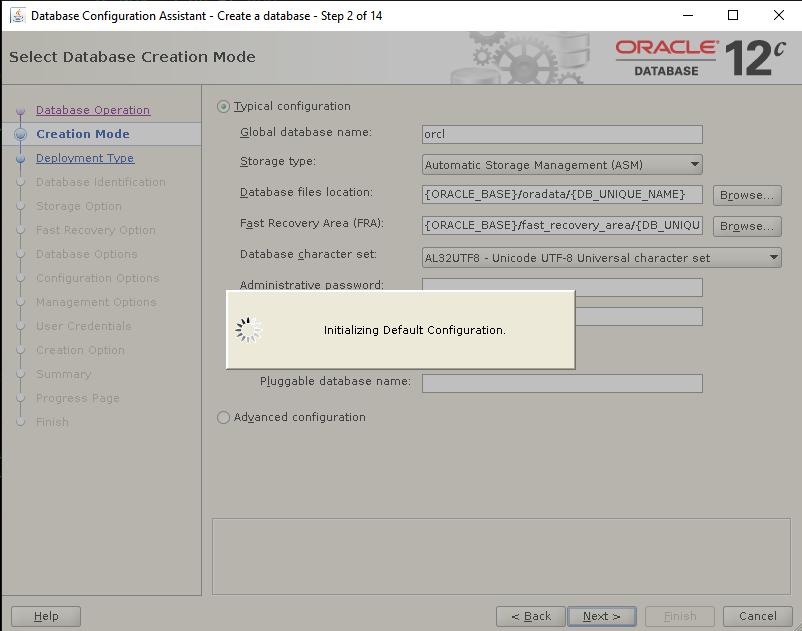 Database Configuration Assistant - Create a database - Step 2 of 14
Select Database Creation Mode
ORACLE
DATABASE
12c
Database Operation
Creation Mode
Deployment Type
Database Identification
Storage Option
Fast Recovery Option
Database Options
Configuration Options
Management Options
User Credentials
Creation Option
Summary
Progress Page
Finish
Typical configuration
Global database name: orcl
Storage type: Automatic Storage Management (ASM)
Database files location: {ORACLE_BASE}/oradata/{DB_UNIQUE_NAME} Browse...
Fast Recovery Area (FRA): {ORACLE_BASE}/fast_recovery_area/{DB_UNIQU Browse...
Database character set: AL32UTF8 - Unicode UTF-8 Universal character set
Administrative password:
Initializing Default Configuration.
Pluggable database name:
Advanced configuration
Help < Back Next > Finish Cancel